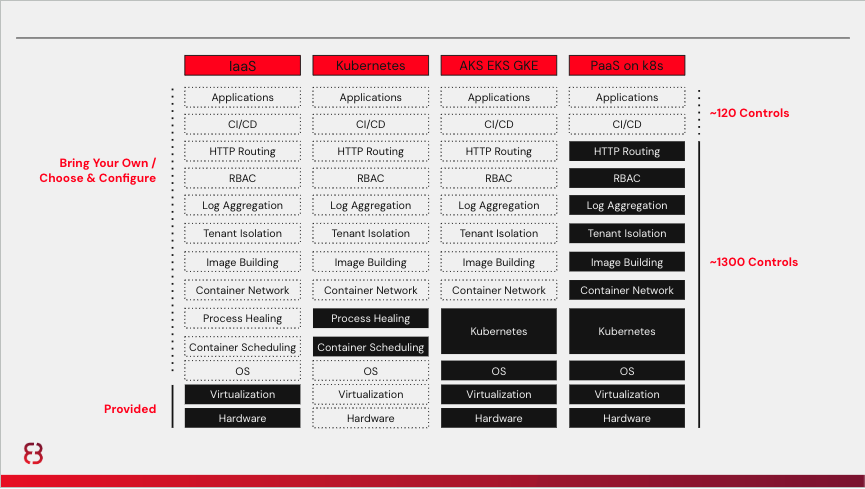 IaaS Kubernetes AKS EKS GKE PaaS on k8s
Applications Applications Applications Applications
~120 Controls
CI/CD CI/CD CI/CD CI/CD
HTTP Routing HTTP Routing HTTP Routing HTTP Routing
Bring Your Own /
Choose & Configure
RBAC RBAC RBAC RBAC
Log Aggregation Log Aggregation Log Aggregation Log Aggregation
Tenant Isolation Tenant Isolation Tenant Isolation Tenant Isolation
Image Building Image Building Image Building Image Building
~1300 Controls
Container Network Container Network Container Network Container Network
Process Healing Process Healing
Kubernetes Kubernetes
Container Scheduling Container Scheduling
OS OS OS OS
Virtualization Virtualization Virtualization Virtualization
Provided
Hardware Hardware Hardware Hardware